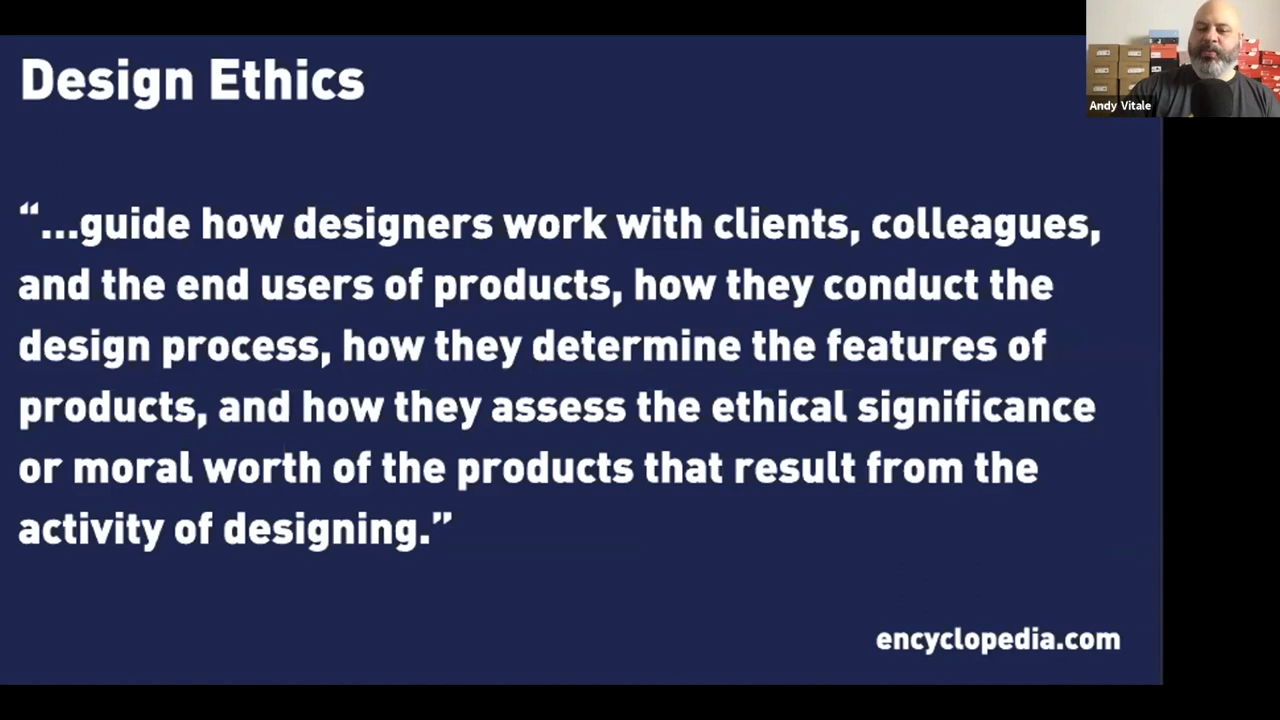 Design Ethics
“...guide how designers work with clients, colleagues,
and the end users of products, how they conduct the
design process, how they determine the features of
products, and how they assess the ethical significance
or moral worth of the products that result from the
activity of designing.”
encyclopedia.com
Andy Vitale